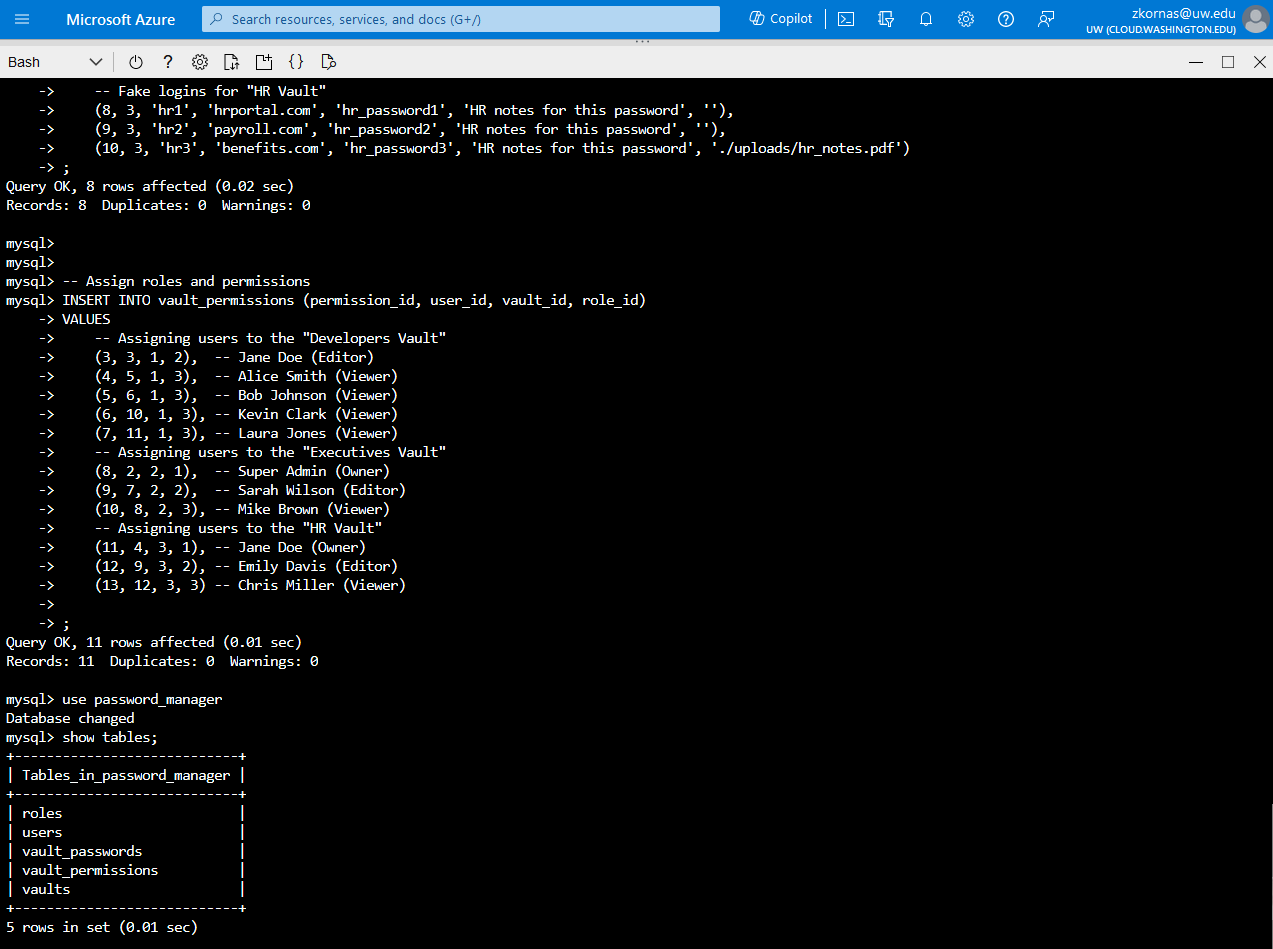 Microsoft Azure
Search resources, services, and docs (G+/)
Copilot
zkornas@uw.edu
UW (CLOUD.WASHINGTON.EDU)
Bash
    ->     -- Fake logins for "HR Vault"
    ->     (8, 3, 'hr1', 'hrportal.com', 'hr_password1', 'HR notes for this password', ''),
    ->     (9, 3, 'hr2', 'payroll.com', 'hr_password2', 'HR notes for this password', ''),
    ->     (10, 3, 'hr3', 'benefits.com', 'hr_password3', 'HR notes for this password', './uploads/hr_notes.pdf')
    -> ;
Query OK, 8 rows affected (0.02 sec)
Records: 8  Duplicates: 0  Warnings: 0
mysql>
mysql>
mysql> -- Assign roles and permissions
mysql> INSERT INTO vault_permissions (permission_id, user_id, vault_id, role_id)
    -> VALUES
    ->     -- Assigning users to the "Developers Vault"
    ->     (3, 3, 1, 2),  -- Jane Doe (Editor)
    ->     (4, 5, 1, 3),  -- Alice Smith (Viewer)
    ->     (5, 6, 1, 3),  -- Bob Johnson (Viewer)
    ->     (6, 10, 1, 3), -- Kevin Clark (Viewer)
    ->     (7, 11, 1, 3), -- Laura Jones (Viewer)
    ->     -- Assigning users to the "Executives Vault"
    ->     (8, 2, 2, 1),  -- Super Admin (Owner)
    ->     (9, 7, 2, 2),  -- Sarah Wilson (Editor)
    ->     (10, 8, 2, 3), -- Mike Brown (Viewer)
    ->     -- Assigning users to the "HR Vault"
    ->     (11, 4, 3, 1), -- Jane Doe (Owner)
    ->     (12, 9, 3, 2), -- Emily Davis (Editor)
    ->     (13, 12, 3, 3) -- Chris Miller (Viewer)
    ->
    -> ;
Query OK, 11 rows affected (0.01 sec)
Records: 11  Duplicates: 0  Warnings: 0
mysql> use password_manager
Database changed
mysql> show tables;
+----------------------------+
| Tables_in_password_manager |
+----------------------------+
| roles                      |
| users                      |
| vault_passwords            |
| vault_permissions          |
| vaults                     |
+----------------------------+
5 rows in set (0.01 sec)